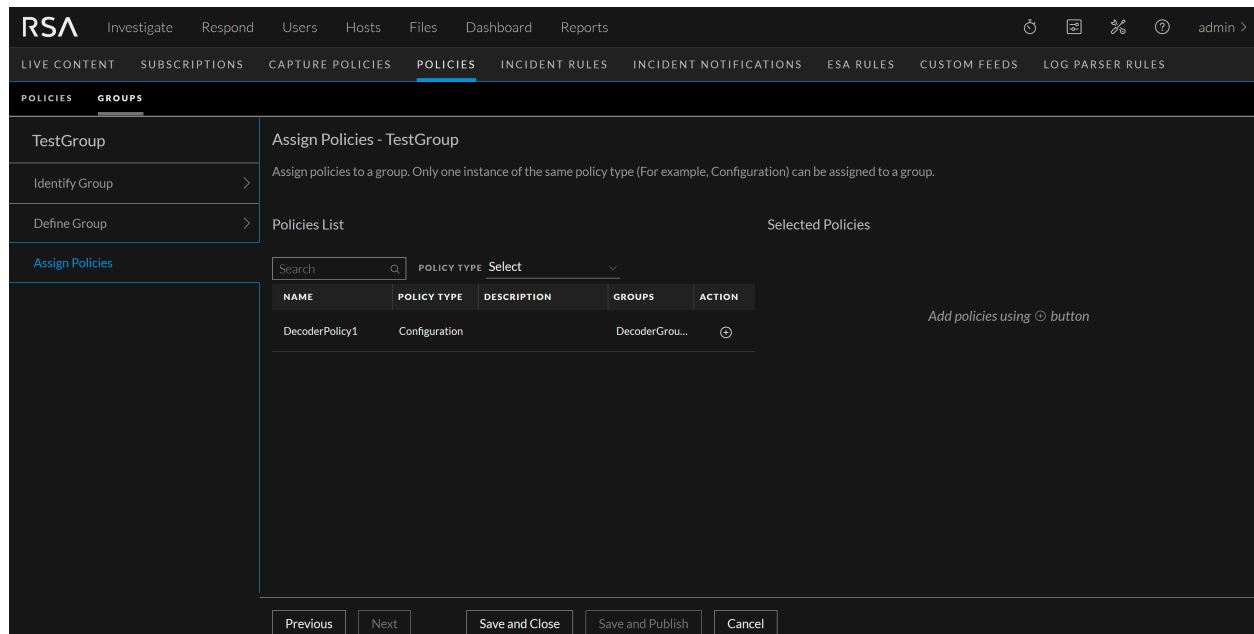 RSA Investigate Respond Users Hosts Files Dashboard Reports admin >
LIVE CONTENT SUBSCRIPTIONS CAPTURE POLICIES POLICIES INCIDENT RULES INCIDENT NOTIFICATIONS ESA RULES CUSTOM FEEDS LOG PARSER RULES
POLICIES GROUPS
TestGroup
Identify Group
Define Group
Assign Policies
Assign Policies - TestGroup
Assign policies to a group. Only one instance of the same policy type (For example, Configuration) can be assigned to a group.
Policies List
Search POLICY TYPE Select
NAME POLICY TYPE DESCRIPTION GROUPS ACTION
DecoderPolicy1 Configuration DecoderGrou...
Selected Policies
Add policies using ⊕ button
Previous Next Save and Close Save and Publish Cancel